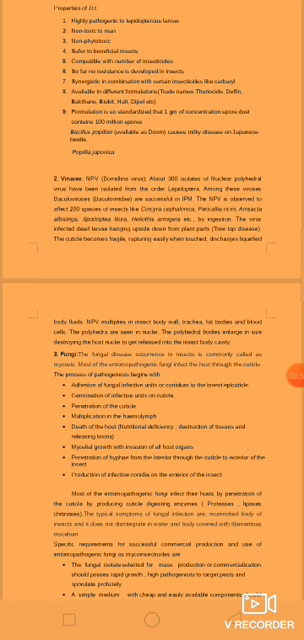 Properties of B.t.
1. Highly pathogenic to lepidopterous larvae
2. Non-toxic to man
3. Non-phytotoxic
4. Safer to beneficial insects
5. Compatible with number of insecticides
6. So far no resistance is developed in insects
7. Synergistic in combination with certain insecticides like carbaryl
8. Available in different formulations(Trade names Thuriocide, Delfin,
Bakthane, Biobit, Halt, Dipel etc)
9. Formulation is so standardized that 1 gm of concentration spore dust
contains 100 million spores
Bacillus popillae (available as Doom) causes milky disease on Japanese
beetle,
Popillia japonica
2. Viruses: NPV (Borrelina virus): About 300 isolates of Nuclear polyhedral
virus have been isolated from the order Lepidoptera. Among these viruses
Baculoviruses (Baculoviridae) are successful in IPM. The NPV is observed to
affect 200 species of insects like Corcyra cephalonica, Pericallia ricini, Amsacta
albistriga, Spodoptera litura, Heliothis armigera etc., by ingestion. The virus
infected dead larvae hanging upside down from plant parts (Tree top disease).
The cuticle becomes fragile, rupturing easily when touched, discharges liquefied
body fluids. NPV multiplies in insect body wall, trachea, fat bodies and blood
cells. The polyhedra are seen in nuclei. The polyhedral bodies enlarge in size
destroying the host nuclei to get released into the insect body cavity.
3. Fungi: The fungal disease occurrence in insects is commonly called as
mycosis. Most of the entomopathogenic fungi infect the host through the cuticle.
The process of pathogenesis begins with
• Adhesion of fungal infective units or conidium to the insect epicuticle
• Germination of infective units on cuticle,
• Penetration of the cuticle
• Multiplication in the haemolymph
• Death of the host (Nutritional deficiency , destruction of tissues and
releasing toxins)
• Mycelial growth with invasion of all host organs
• Penetration of hyphae from the interior through the cuticle to exterior of the
insect
• Production of infective conidia on the exterior of the insect.
Most of the entomopathogenic fungi infect their hosts by penetration of
the cuticle by producing cuticle digesting enzymes ( Proteases , lipases
chitinases) The typical symptoms of fungal infection are, mummified body of
insects and it does not disintegrate in water and body covered with filamentous
mycelium.
Specific requirements for successful commercial production and use of
entomopathogenic fungi as myconsecticides are
• The fungal isolate selected for mass production or commercialization
should posses rapid growth , high pathogenicity to target pests and
sporulate profusely.
• A simple medium with cheap and easily available components
V RECORDER